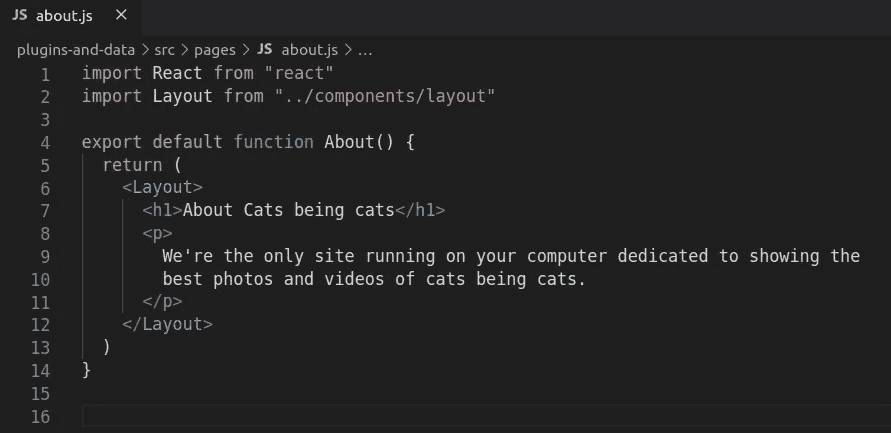 JS about.js ×
plugins-and-data > src > pages > JS about.js > ...
1 import React from "react"
2 import Layout from "../components/layout"
3
4 export default function About() {
5   return (
6     <Layout>
7       <h1>About Cats being cats</h1>
8       <p>
9         We're the only site running on your computer dedicated to showing the
10         best photos and videos of cats being cats.
11       </p>
12     </Layout>
13   )
14 }
15
16